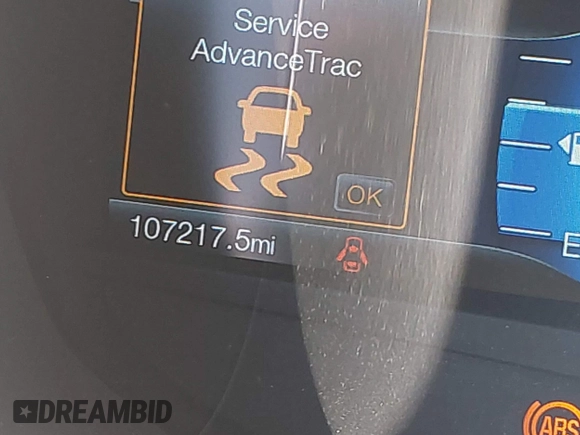 Service
AdvanceTrac
OK
107217.5mi
E
ABS
DREAMBID